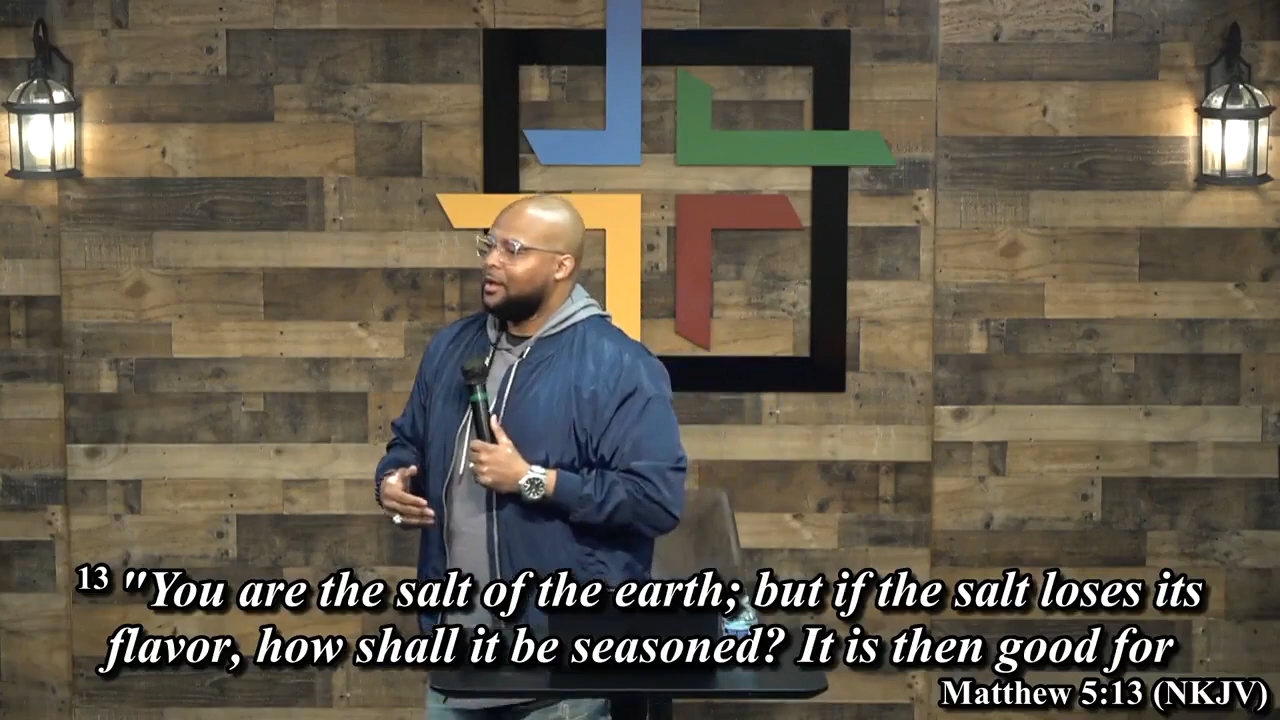 13 "You are the salt of the earth; but if the salt loses its
flavor, how shall it be seasoned? It is then good for
Matthew 5:13 (NKJV)